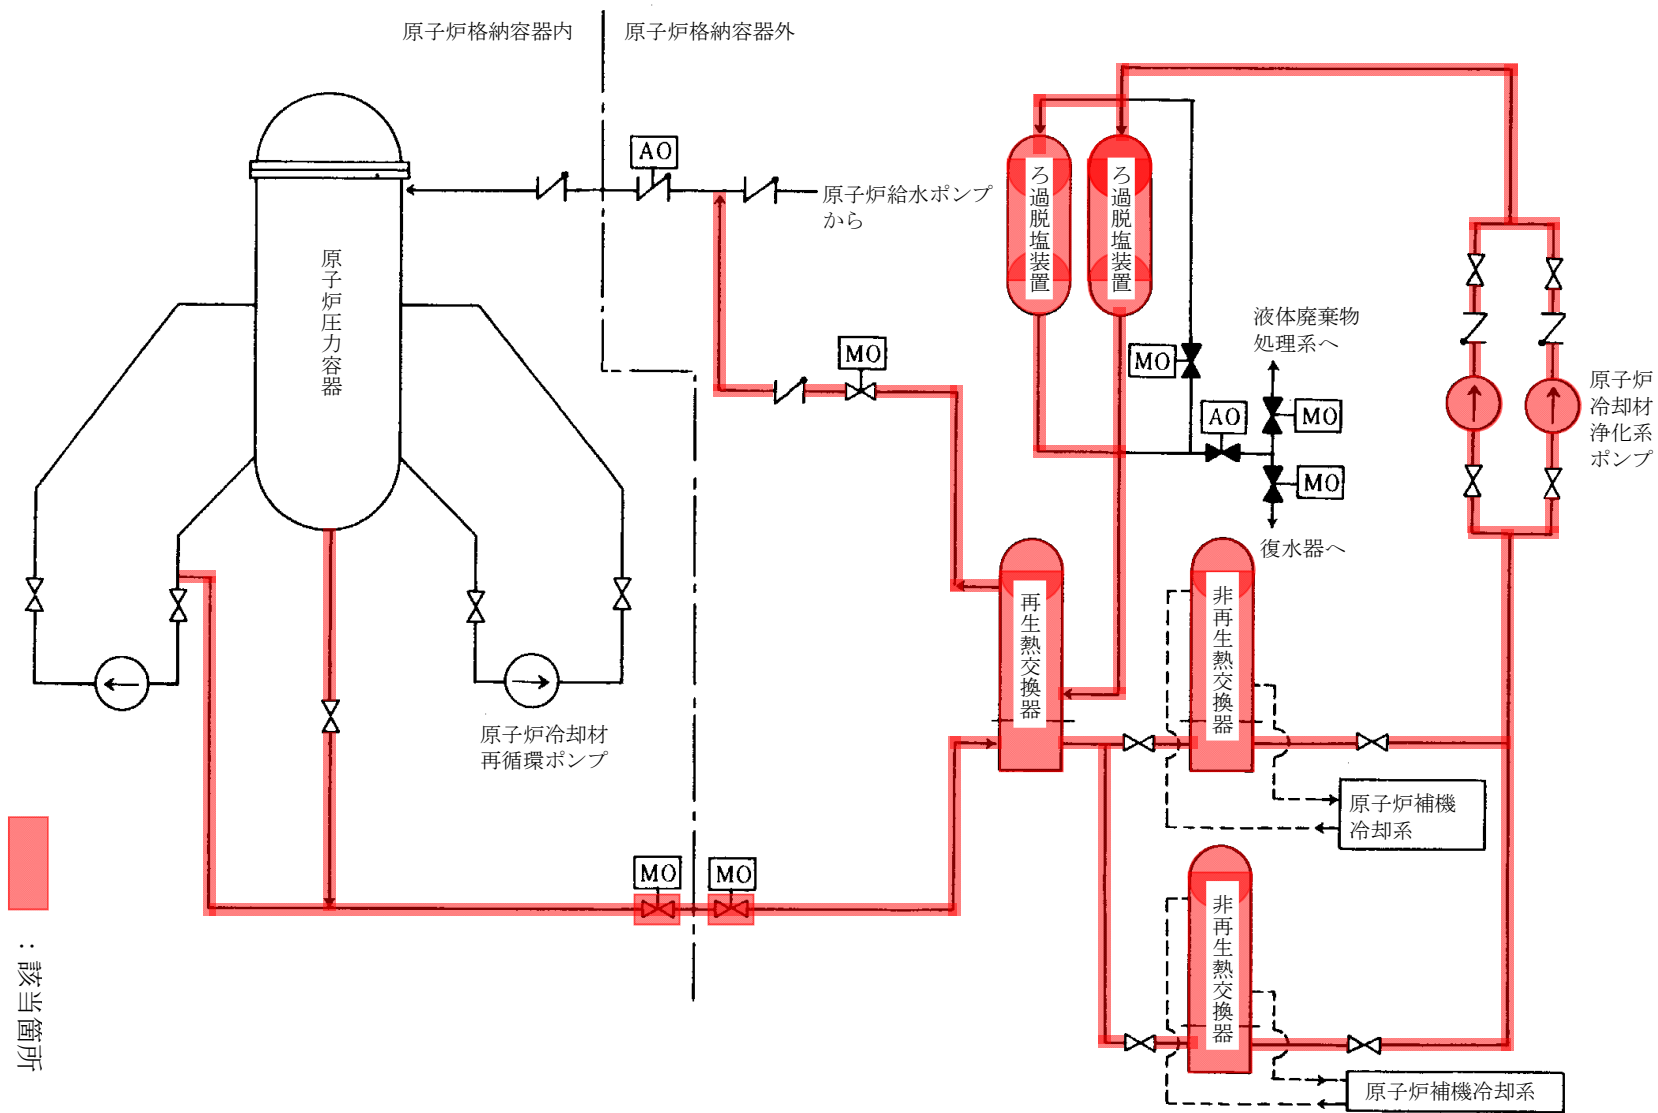 原子炉格納容器内
原子炉格納容器外
AO
原子炉給水ポンプ
から
原子炉圧力容器
ろ過脱塩装置
ろ過脱塩装置
液体廃棄物
処理系へ
MO
MO
AO
MO
MO
復水器へ
原子炉
冷却材
浄化系
ポンプ
原子炉冷却材
再循環ポンプ
再生熱交換器
非再生熱交換器
原子炉補機
冷却系
MO
MO
非再生熱交換器
原子炉補機冷却系
：該当箇所